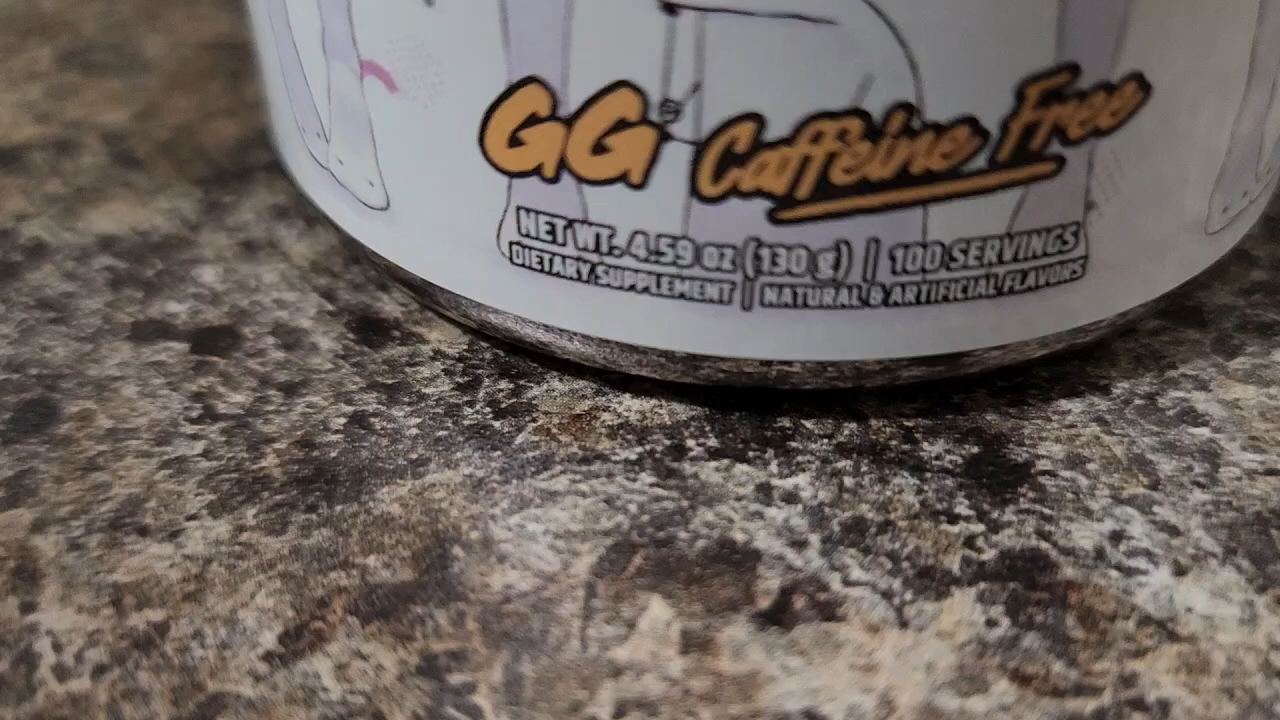 GG Caffeine Free
NET WT. 4.59 oz (130 g) | 100 SERVINGS
DIETARY SUPPLEMENT | NATURAL & ARTIFICIAL FLAVORS